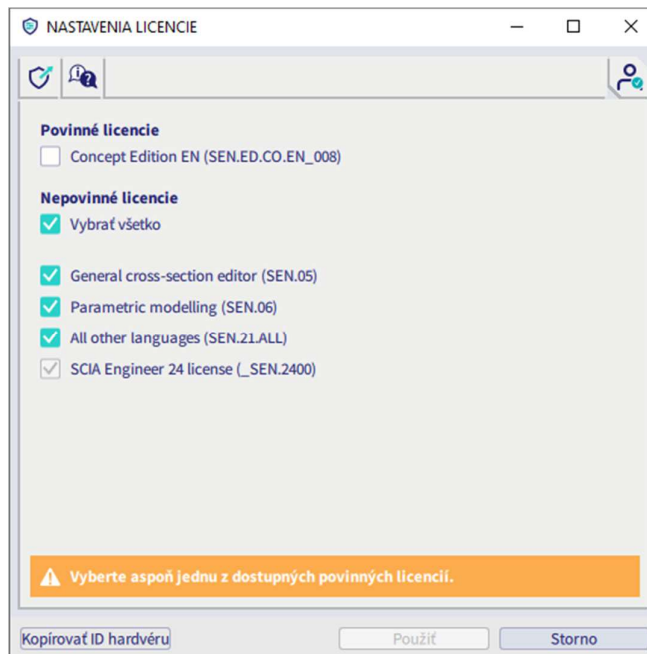 NASTAVENIA LICENCIE
Povinné licencie
Concept Edition EN (SEN.ED.CO.EN_008)
Nepovinné licencie
Vybrať všetko
General cross-section editor (SEN.05)
Parametric modelling (SEN.06)
All other languages (SEN.21.ALL)
SCIA Engineer 24 license (_SEN.2400)
Vyberte aspoň jednu z dostupných povinných licencií.
Kopírovať ID hardvéru Použiť Storno